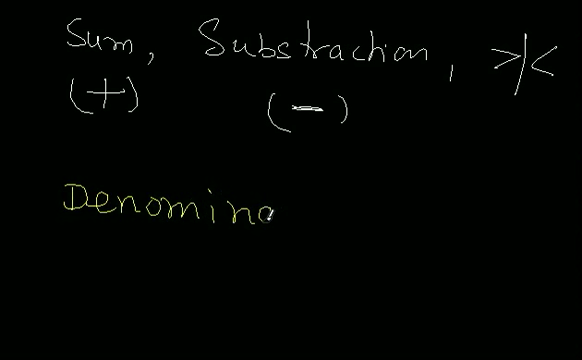 Sum, Substraction, >|<
(+) (-)
Denomina